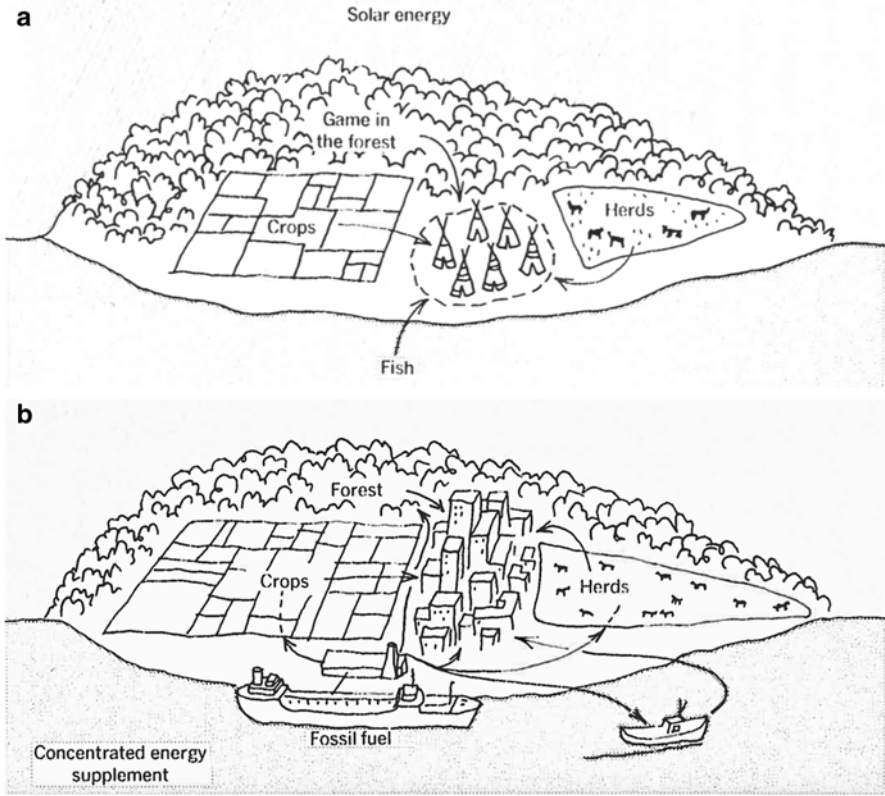 a
Solar energy
Game in
the forest
Crops
Herds
Fish
b
Forest
Crops
Herds
Fossil fuel
Concentrated energy
supplement